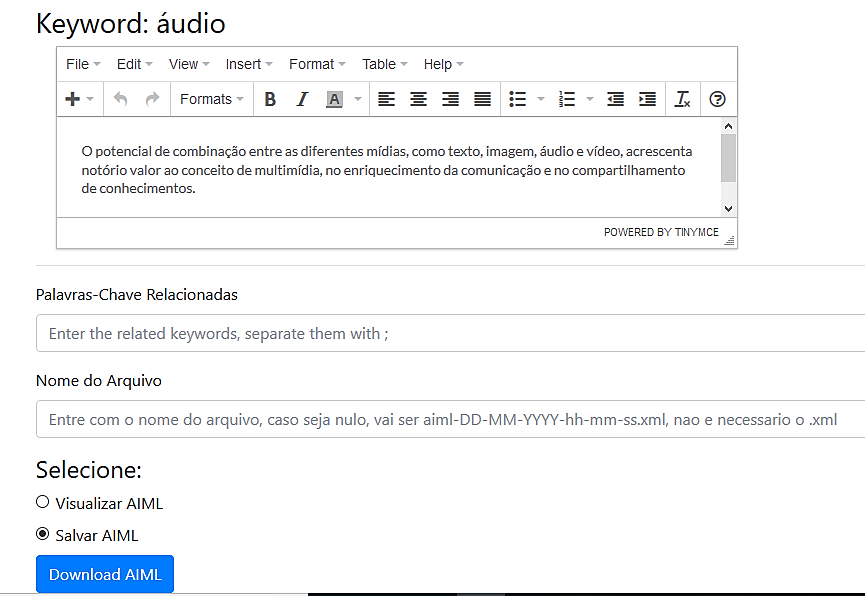 Keyword: áudio
File Edit View Insert Format Table Help
Formats B I A
O potencial de combinação entre as diferentes mídias, como texto, imagem, áudio e vídeo, acrescenta
notório valor ao conceito de multimídia, no enriquecimento da comunicação e no compartilhamento
de conhecimentos.
POWERED BY TINYMCE
Palavras-Chave Relacionadas
Enter the related keywords, separate them with ;
Nome do Arquivo
Entre com o nome do arquivo, caso seja nulo, vai ser aiml-DD-MM-YYYY-hh-mm-ss.xml, nao e necessario o .xml
Selecione:
Visualizar AIML
Salvar AIML
Download AIML